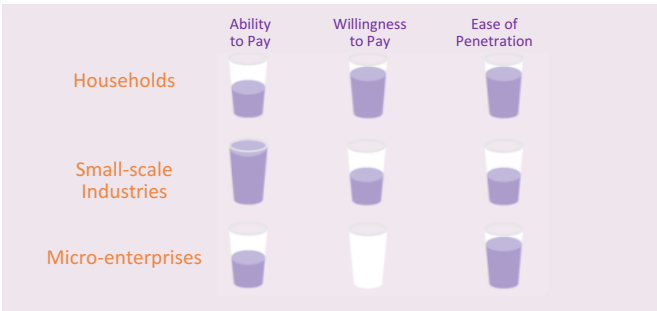 Ability
to Pay
Willingness
to Pay
Ease of
Penetration
Households
Small-scale
Industries
Micro-enterprises